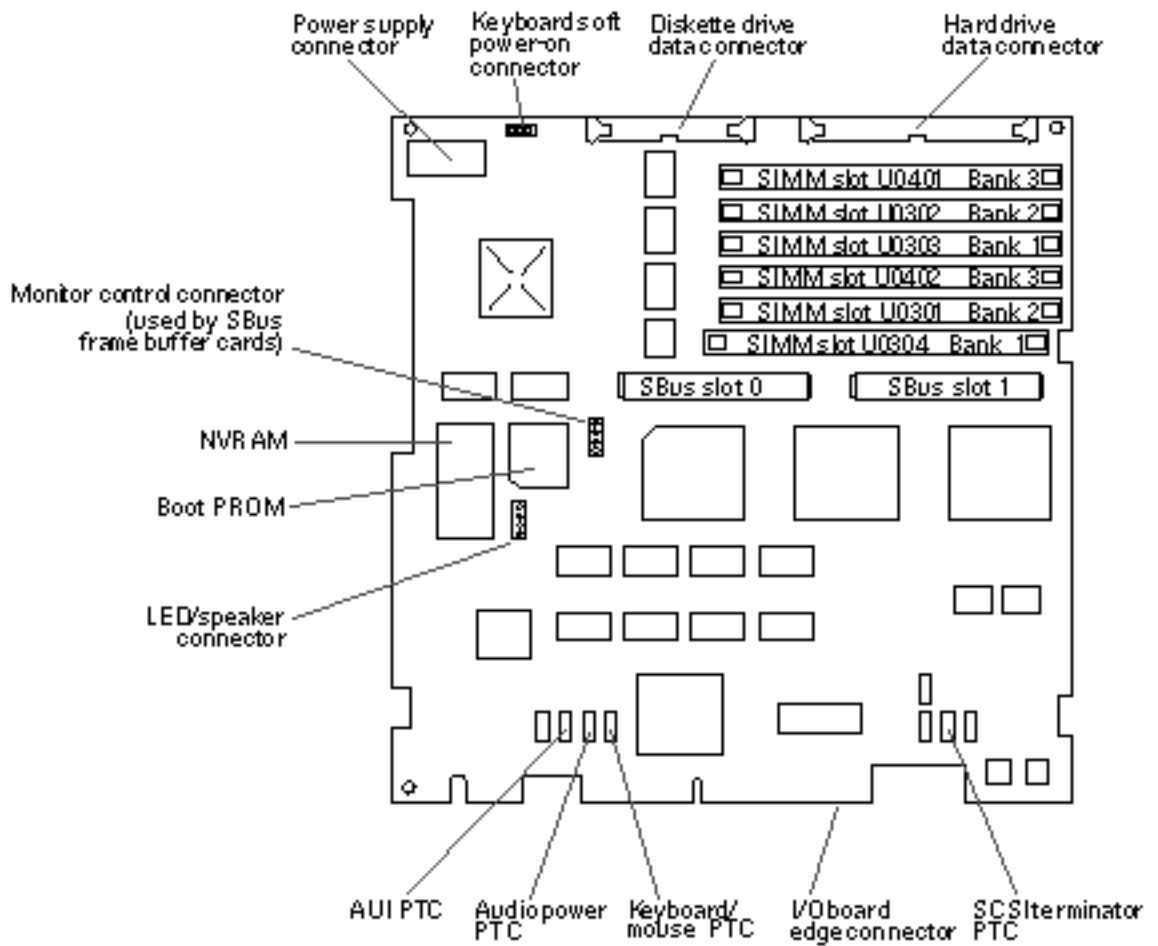 Power supply
connector
Keyboard soft
power-on
connector
Diskette drive
data connector
Hard drive
data connector
SIMM slot U0401 Bank 3
SIMM slot U0302 Bank 2
SIMM slot U0303 Bank 1
SIMM slot U0402 Bank 3
SIMM slot U0301 Bank 2
SIMM slot U0304 Bank 1
Monitor control connector
(used by SBus
frame buffer cards)
SBus slot 0
SBus slot 1
NVRAM
Boot PROM
LED/speaker
connector
AUI PTC
Audio power
PTC
Keyboard/
mouse PTC
I/O board
edge connector
SCSI terminator
PTC